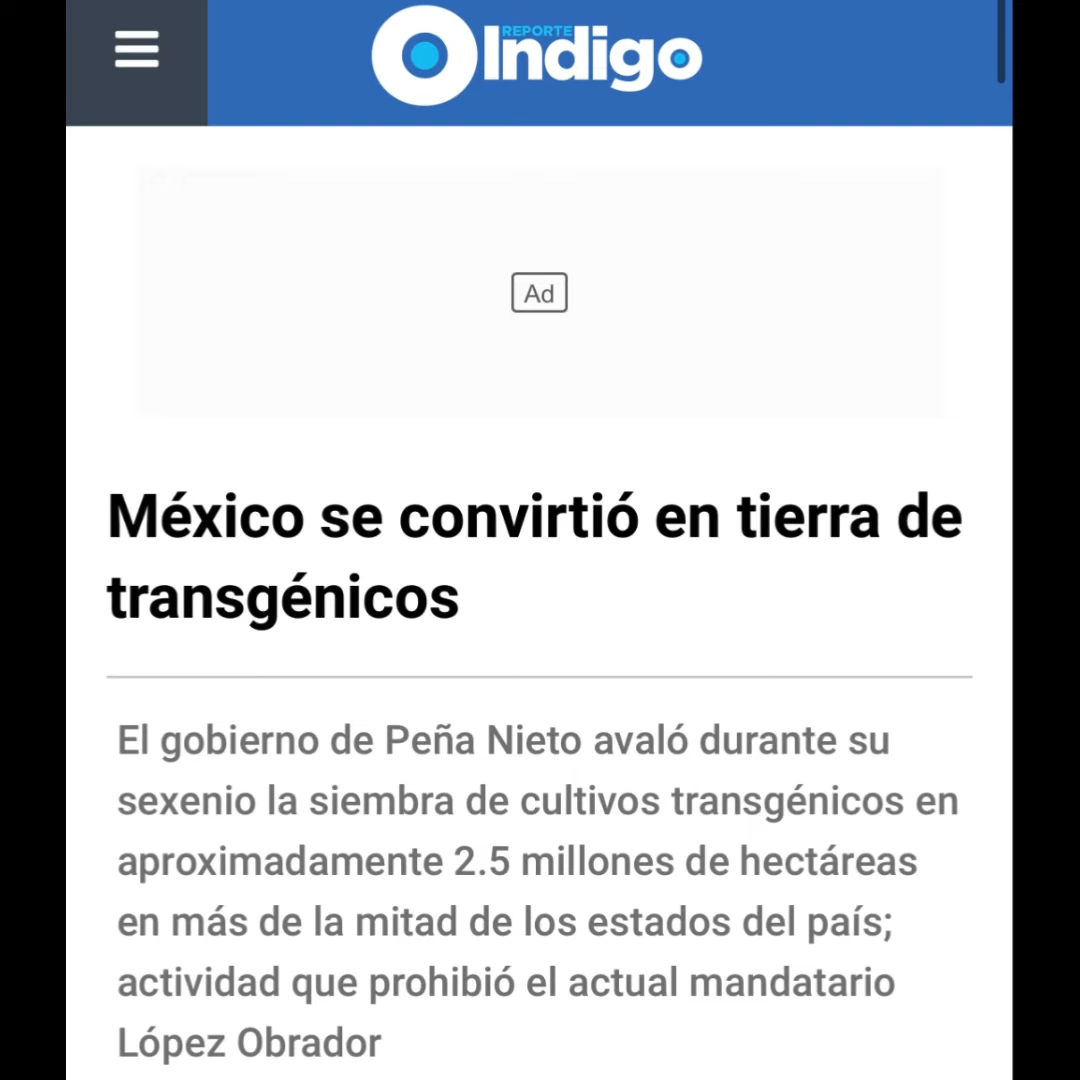 REPORTE
Indigo
Ad
México se convirtió en tierra de
transgénicos
El gobierno de Peña Nieto avaló durante su
sexenio la siembra de cultivos transgénicos en
aproximadamente 2.5 millones de hectáreas
en más de la mitad de los estados del país;
actividad que prohibió el actual mandatario
López Obrador